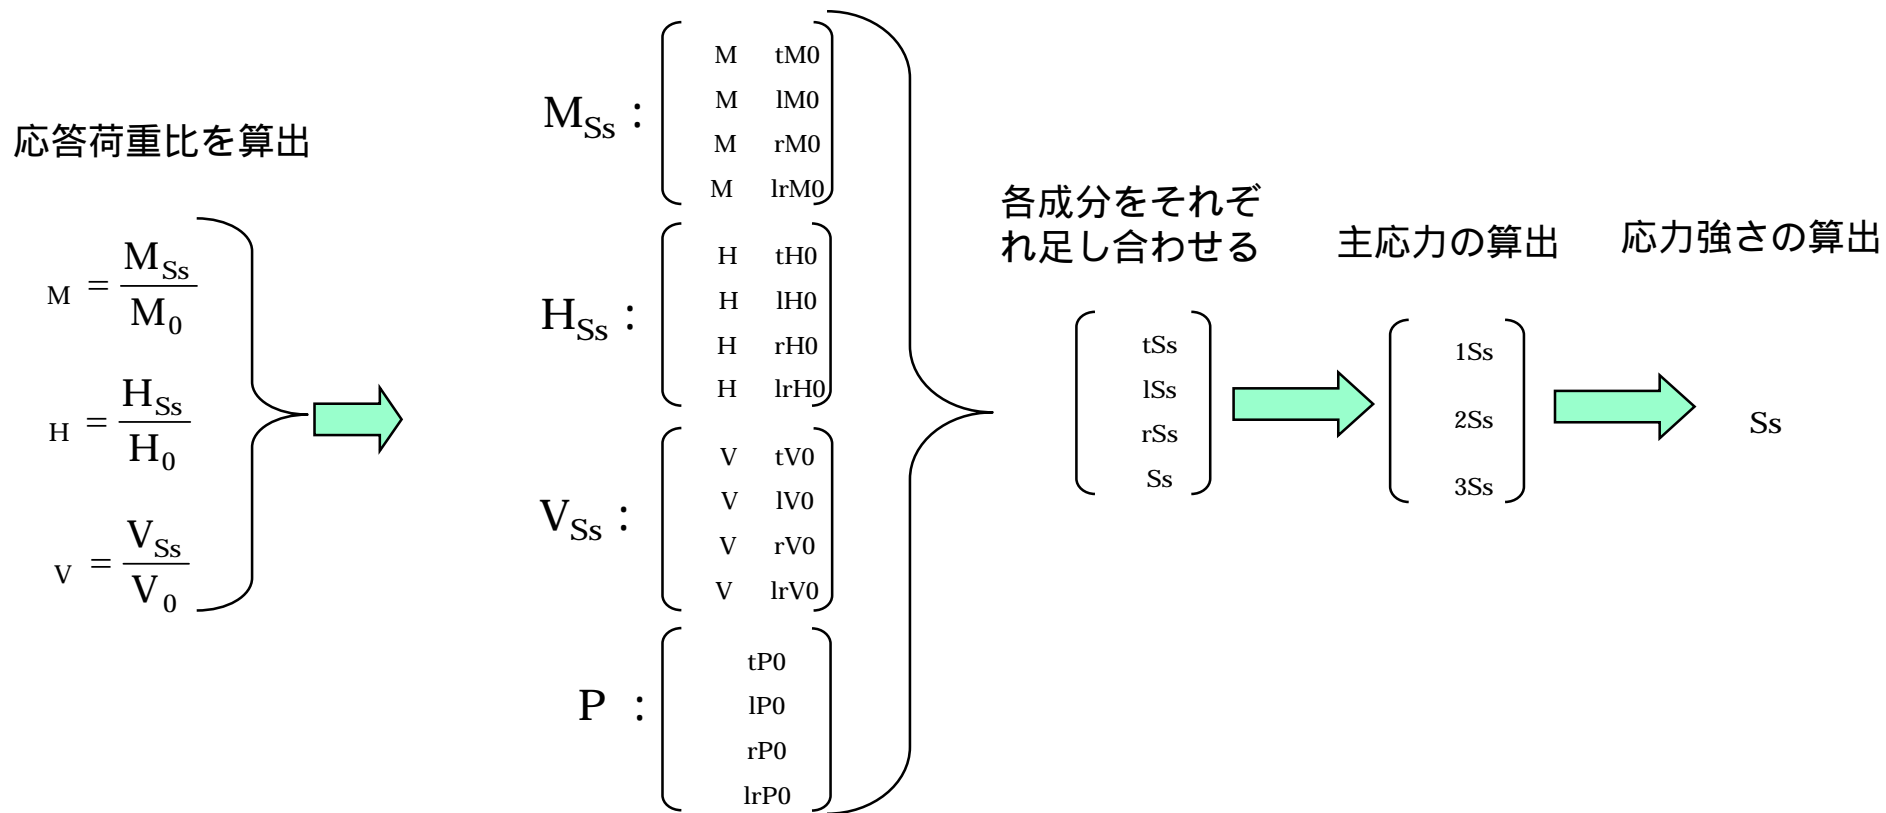 応答荷重比を算出
M = MSs / M0
H = HSs / H0
V = VSs / V0
MSs :
M tM0
M lM0
M rM0
M lrM0
HSs :
H tH0
H lH0
H rH0
H lrH0
VSs :
V tV0
V lV0
V rV0
V lrV0
P :
tP0
lP0
rP0
lrP0
各成分をそれぞ
れ足し合わせる
tSs
lSs
rSs
Ss
主応力の算出
1Ss
2Ss
3Ss
応力強さの算出
Ss